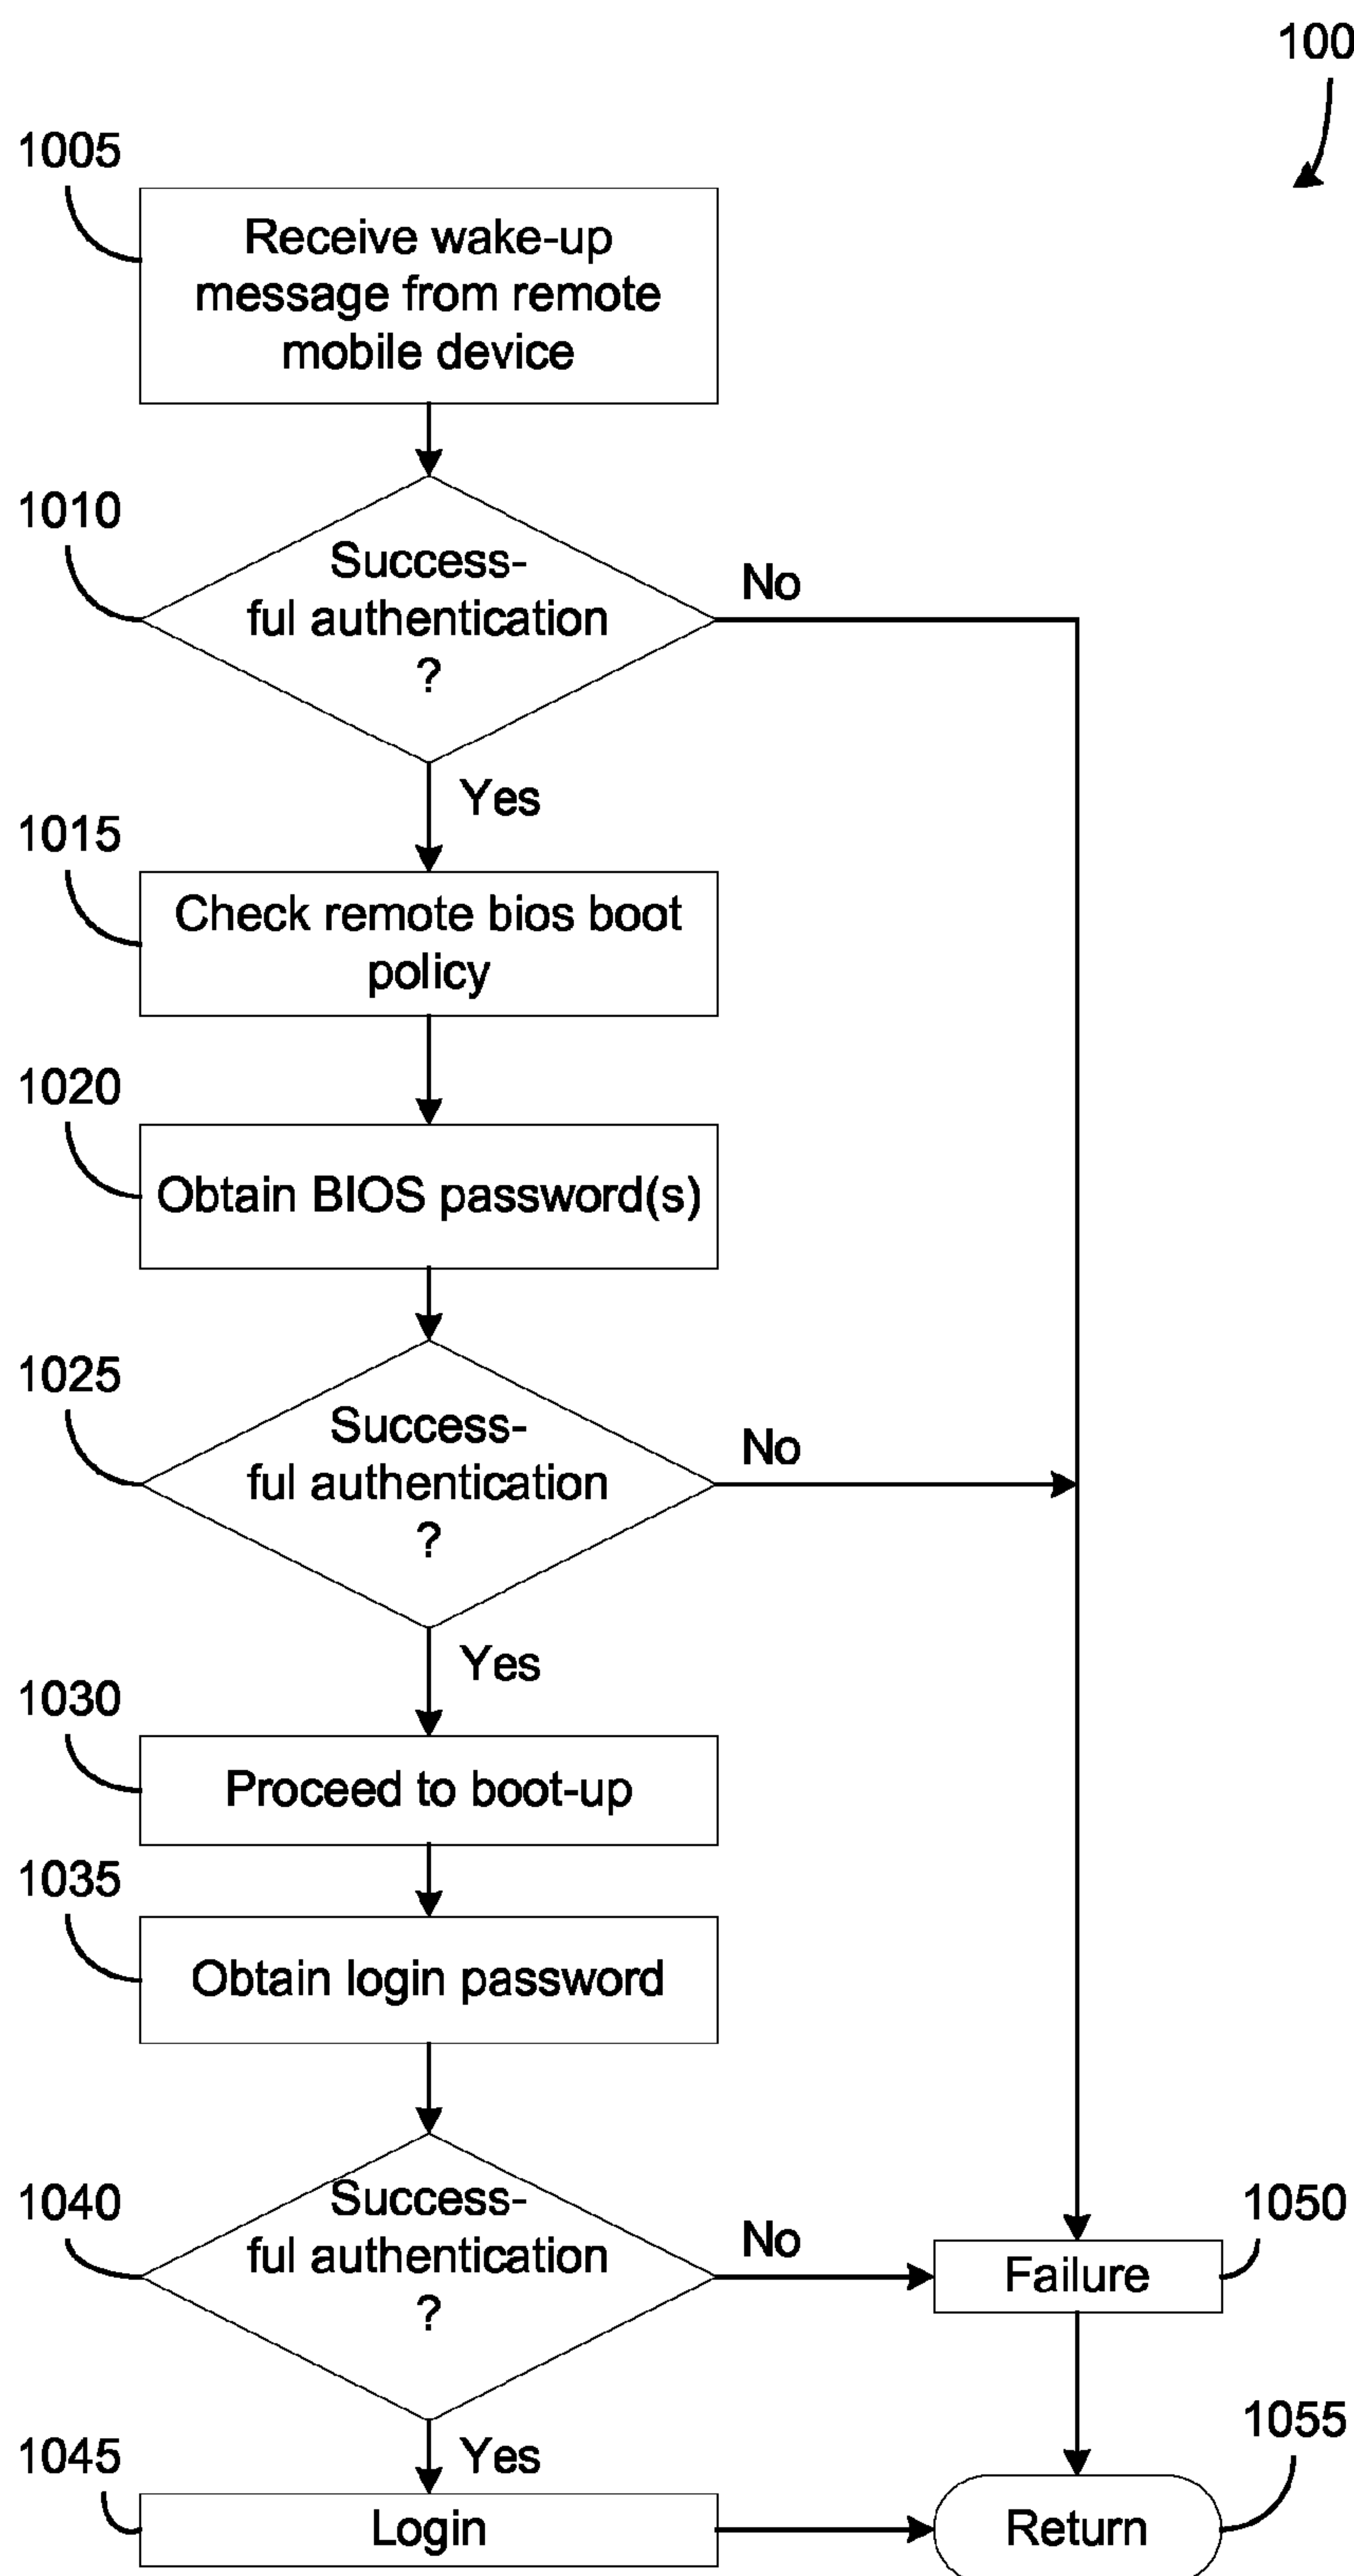 100
1005
Receive wake-up
message from remote
mobile device
1010
Success-
ful authentication
?
No
Yes
1015
Check remote bios boot
policy
1020
Obtain BIOS password(s)
1025
Success-
ful authentication
?
No
Yes
1030
Proceed to boot-up
1035
Obtain login password
1040
Success-
ful authentication
?
No
1050
Failure
Yes
1045
Login
1055
Return